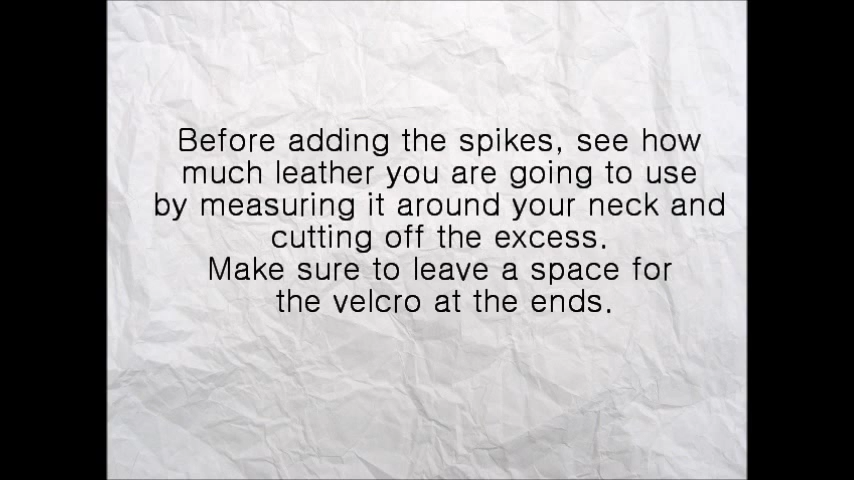 Before adding the spikes, see how
much leather you are going to use
by measuring it around your neck and
cutting off the excess.
Make sure to leave a space for
the velcro at the ends.